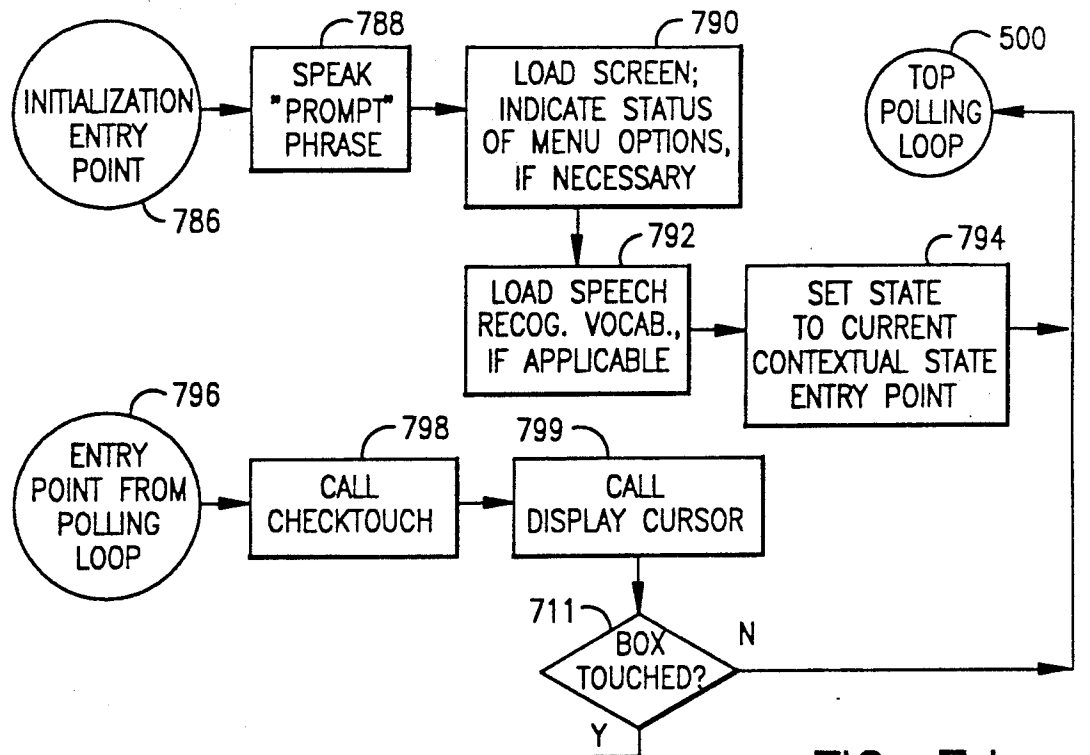 788
790
500
INITIALIZATION
ENTRY
POINT
786
SPEAK
"PROMPT"
PHRASE
LOAD SCREEN;
INDICATE STATUS
OF MENU OPTIONS,
IF NECESSARY
TOP
POLLING
LOOP
792
794
LOAD SPEECH
RECOG. VOCAB.,
IF APPLICABLE
SET STATE
TO CURRENT
CONTEXTUAL STATE
ENTRY POINT
796
798
799
ENTRY
POINT FROM
POLLING
LOOP
CALL
CHECKTOUCH
CALL
DISPLAY CURSOR
711
BOX
TOUCHED?
N
Y